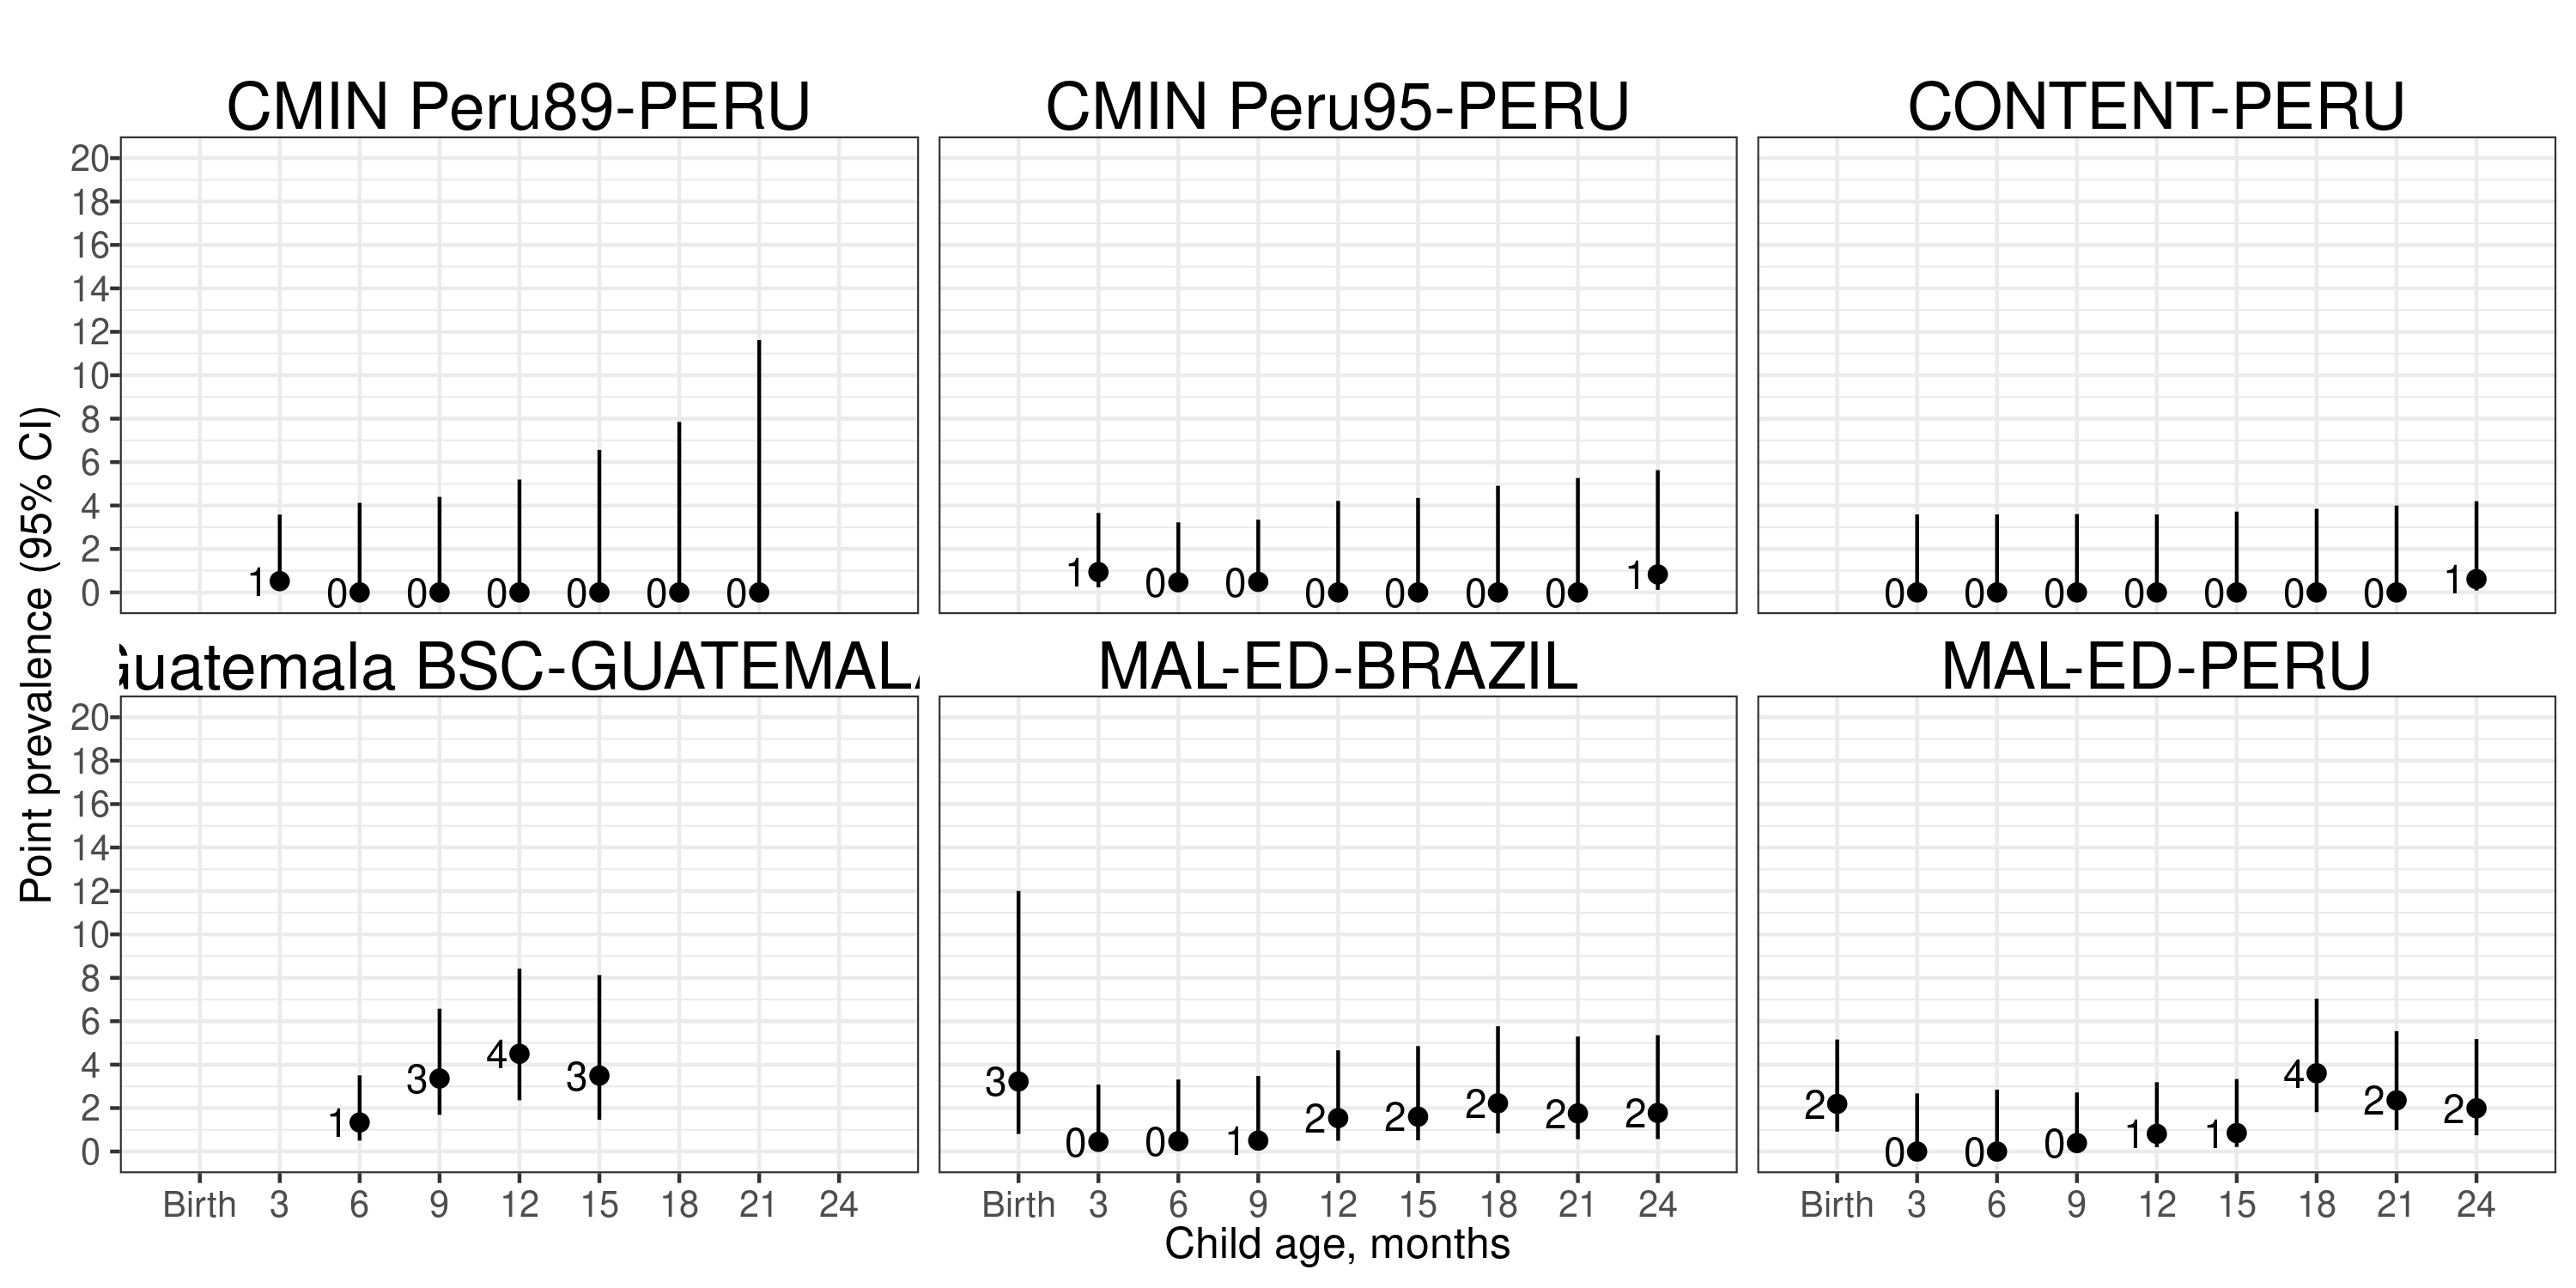 CMIN Peru89-PERU CMIN Peru95-PERU CONTENT-PERU
Point prevalence (95% CI)
20
18
16
14
12
10
8
6
4
2
0
1 0 0 0 0 0 0
1 0 0 0 0 0 0 1
0 0 0 0 0 0 0 1
Guatemala BSC-GUATEMALA MAL-ED-BRAZIL MAL-ED-PERU
20
18
16
14
12
10
8
6
4
2
0
1 3 4 3
3 0 0 1 2 2 2 2 2
2 0 0 0 1 1 4 2 2
Birth 3 6 9 12 15 18 21 24
Birth 3 6 9 12 15 18 21 24
Birth 3 6 9 12 15 18 21 24
Child age, months